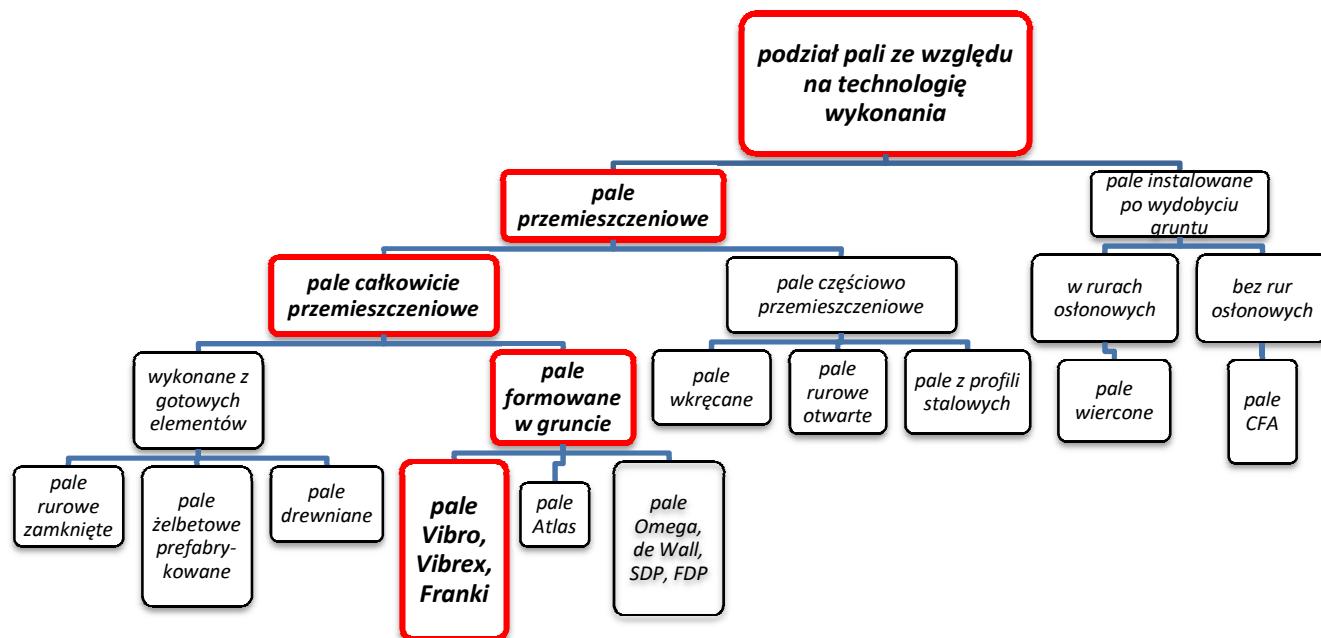 podział pali ze względu
na technologię
wykonania
pale
przemieszczeniowe
pale instalowane
po wydobyciu
gruntu
pale całkowicie
przemieszczeniowe
pale częściowo
przemieszczeniowe
w rurach
osłonowych
bez rur
osłonowych
wykonane z
gotowych
elementów
pale
formowane
w gruncie
pale
wkręcane
pale
rurowe
otwarte
pale z profili
stalowych
pale
wiercone
pale
CFA
pale
rurowe
zamknięte
pale
żelbetowe
prefabry-
kowane
pale
drewniane
pale
Vibro,
Vibrex,
Franki
pale
Atlas
pale
Omega,
de Wall,
SDP, FDP